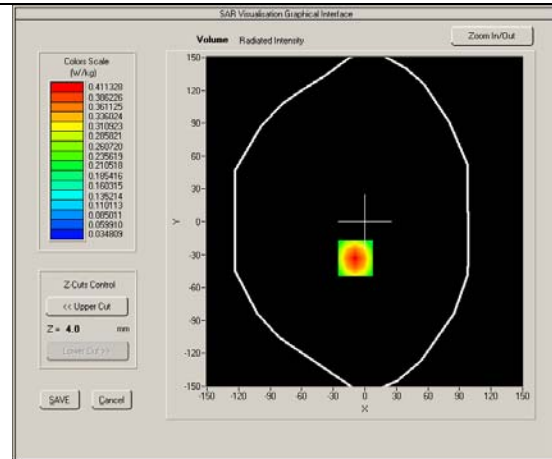 SAR Visualisation Graphical Interface
Volume Radiated Intensity
Zoom In/Out
Colors Scale
(W/kg)
0.411328
0.386226
0.361125
0.336024
0.310923
0.285821
0.260720
0.235619
0.210518
0.185416
0.160315
0.135214
0.110113
0.085011
0.059910
0.034809
Z-Cuts Control
<< Upper Cut
Z = 4.0 mm
Lower Cut >>
SAVE Cancel
150
120
90
60
30
0
-30
-60
-90
-120
-150
Y
-150 -120 -90 -60 -30 0 30 60 90 120 150
X